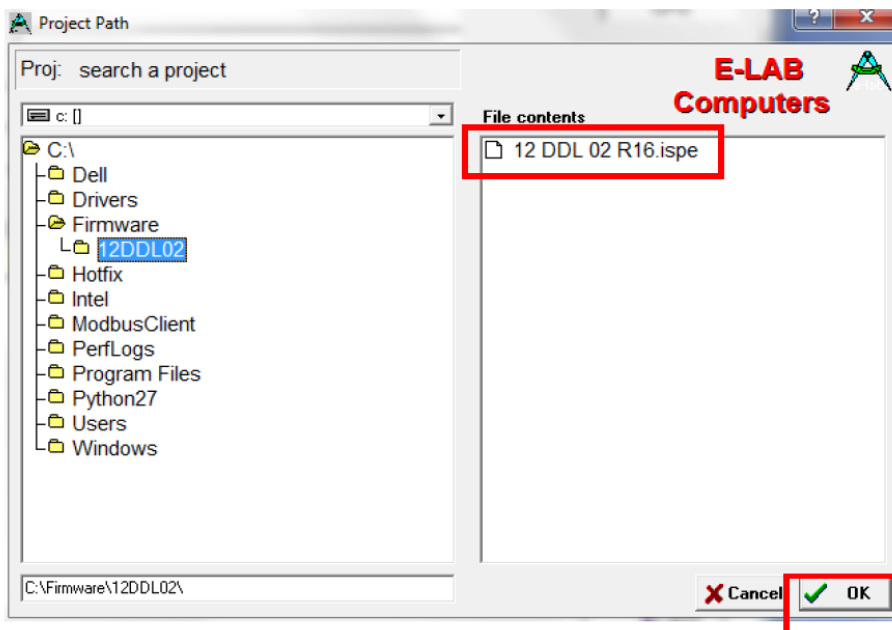 Project Path
?
X
Proj: search a project
E-LAB
Computers
c: []
File contents
C:\
Dell
Drivers
Firmware
12DDL02
Hotfix
Intel
ModbusClient
PerfLogs
Program Files
Python27
Users
Windows
12 DDL 02 R16.ispe
C:\Firmware\12DDL02\
Cancel
OK